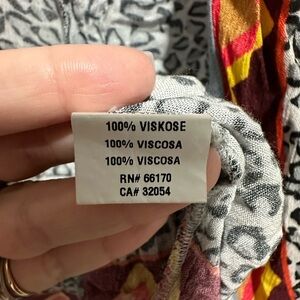 100% VISKOSE
100% VISCOSA
100% VISCOSA
RN# 66170
CA# 32054